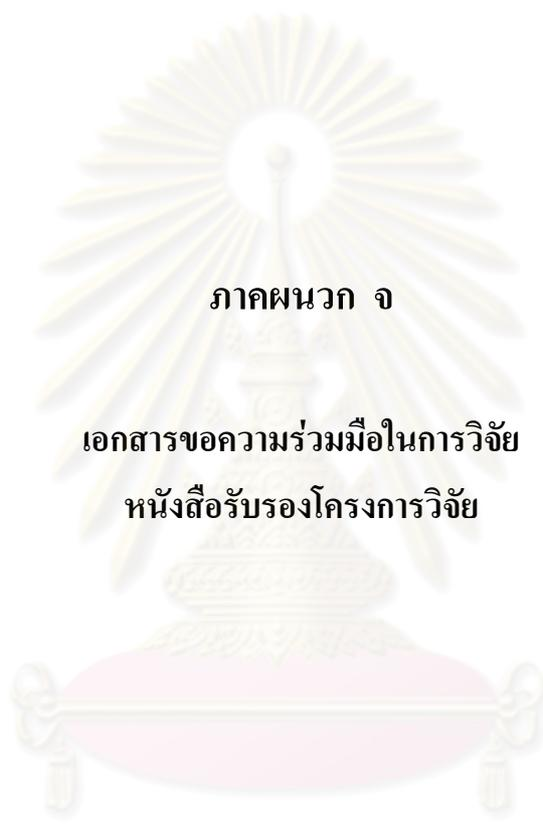 ภาคผนวก จ
เอกสารขอความร่วมมือในการวิจัย
หนังสือรับรองโครงการวิจัย